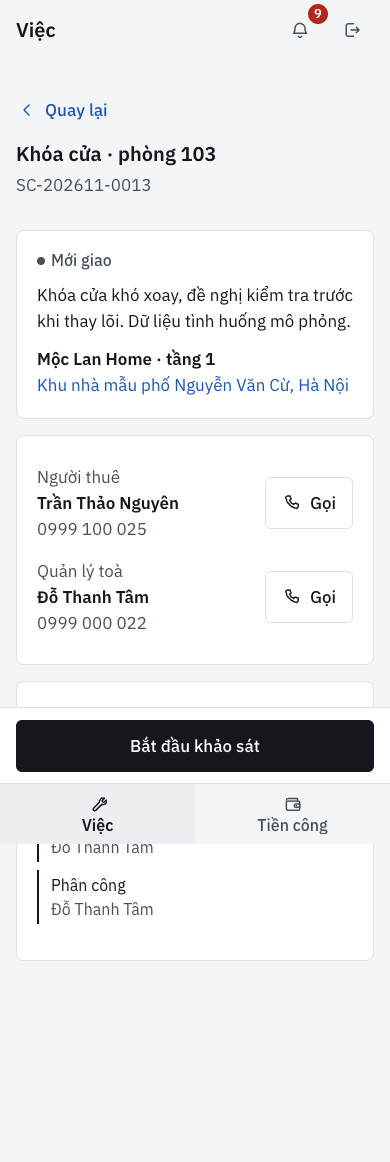 Việc
9
Quay lại
Khóa cửa · phòng 103
SC-202611-0013
Mới giao
Khóa cửa khó xoay, đề nghị kiểm tra trước
khi thay lõi. Dữ liệu tình huống mô phỏng.
Mộc Lan Home · tầng 1
Khu nhà mẫu phố Nguyễn Văn Cừ, Hà Nội
Người thuê
Trần Thảo Nguyên
0999 100 025
Gọi
Quản lý toà
Đỗ Thanh Tâm
0999 000 022
Gọi
Bắt đầu khảo sát
Việc
Tiền công
Đỗ Thanh Tâm
Phân công
Đỗ Thanh Tâm